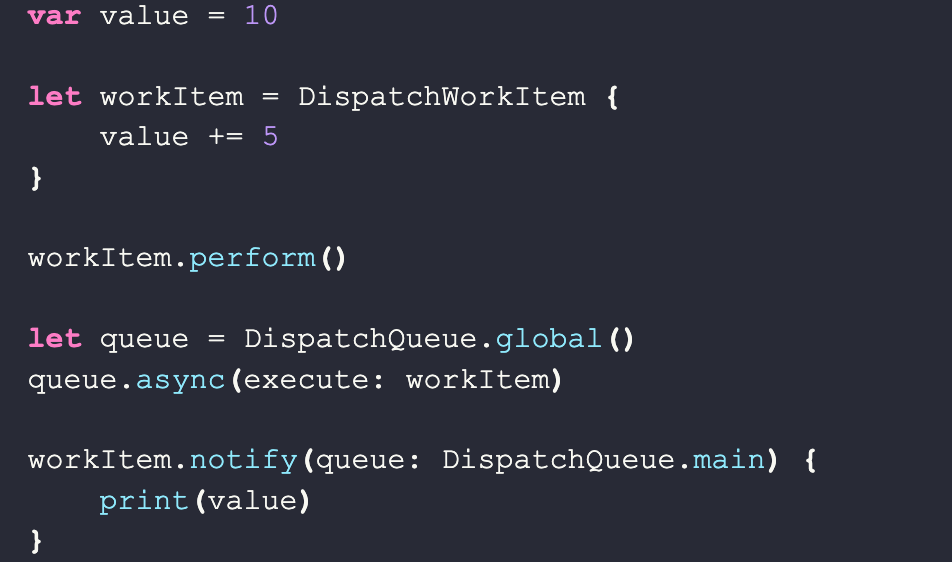 var value = 10
let workItem = DispatchWorkItem {
    value += 5
}
workItem.perform()
let queue = DispatchQueue.global()
queue.async(execute: workItem)
workItem.notify(queue: DispatchQueue.main) {
    print(value)
}